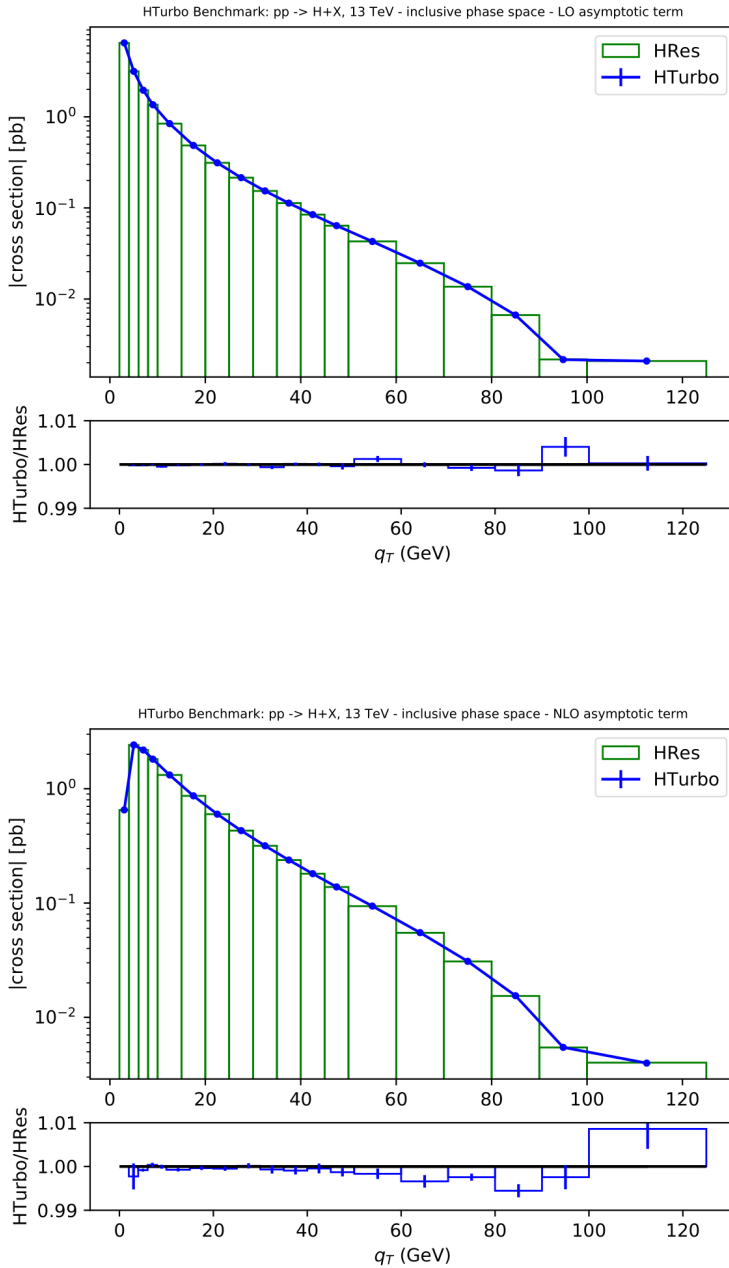 HTurbo Benchmark: pp -> H+X, 13 TeV - inclusive phase space - LO asymptotic term
HRes
HTurbo
|cross section| [pb]
10⁰
10⁻¹
10⁻²
0 20 40 60 80 100 120
HTurbo/HRes
1.01
1.00
0.99
0 20 40 60 80 100 120
q_T (GeV)
HTurbo Benchmark: pp -> H+X, 13 TeV - inclusive phase space - NLO asymptotic term
HRes
HTurbo
|cross section| [pb]
10⁰
10⁻¹
10⁻²
0 20 40 60 80 100 120
HTurbo/HRes
1.01
1.00
0.99
0 20 40 60 80 100 120
q_T (GeV)